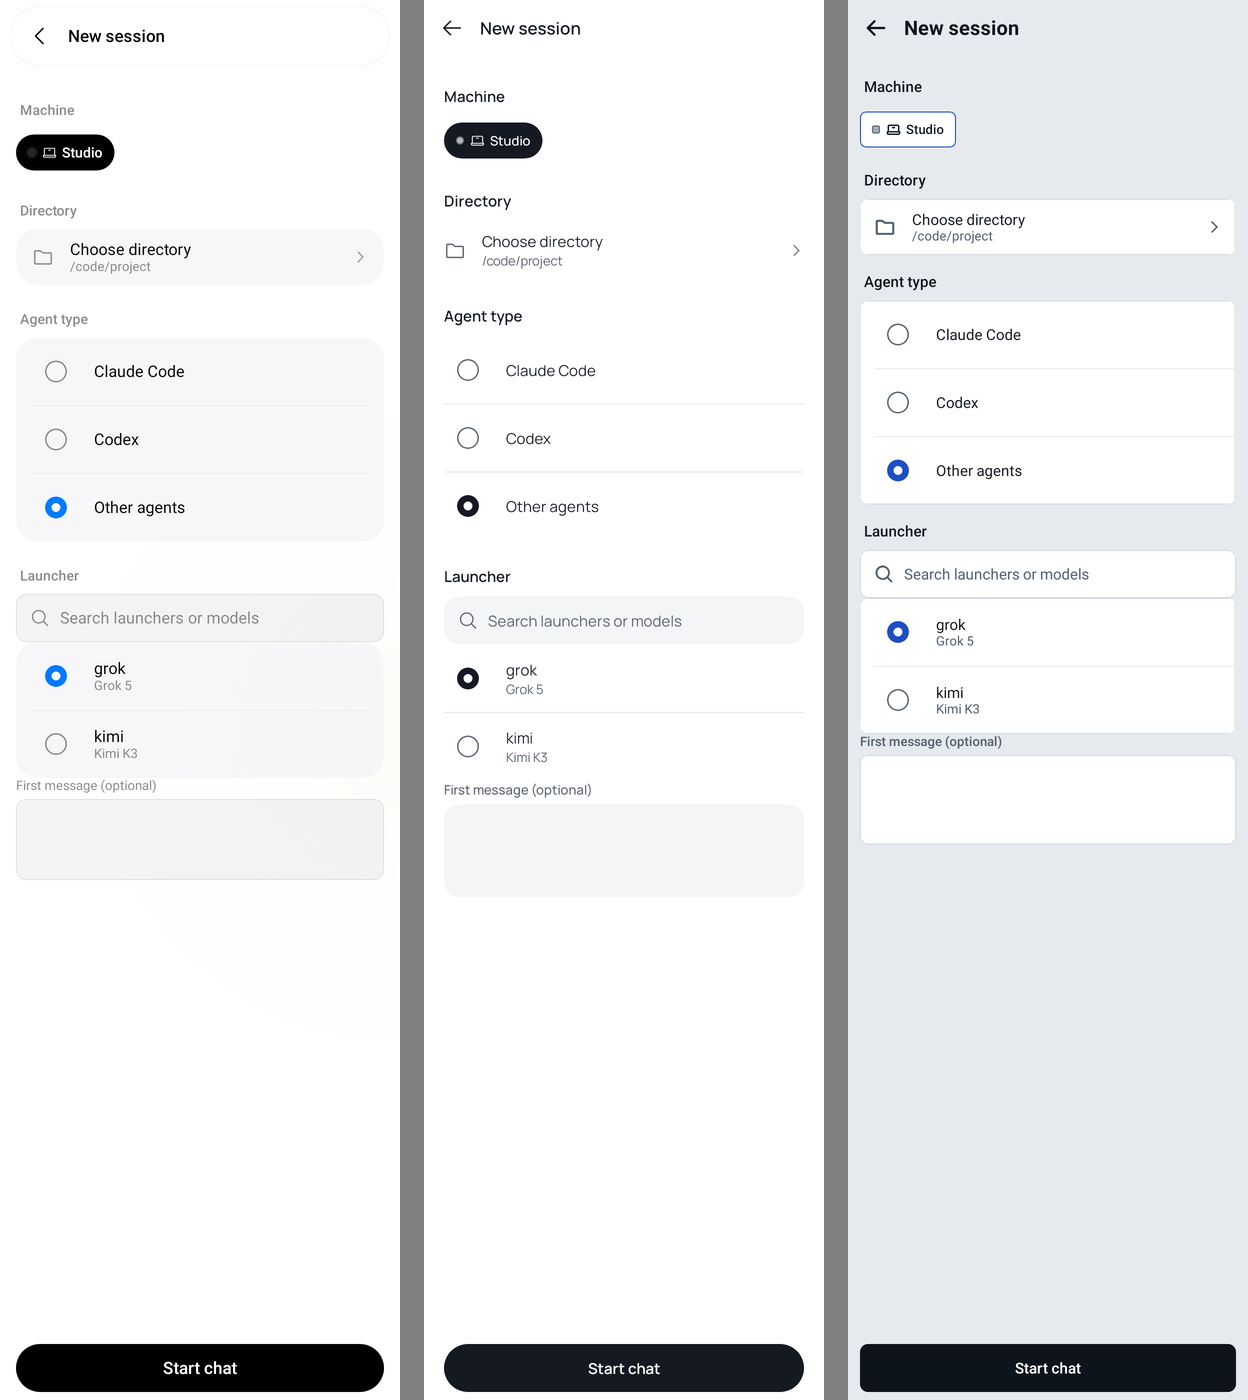 New session
Machine
Studio
Directory
Choose directory
/code/project
Agent type
Claude Code
Codex
Other agents
Launcher
Search launchers or models
grok
Grok 5
kimi
Kimi K3
First message (optional)
Start chat
New session
Machine
Studio
Directory
Choose directory
/code/project
Agent type
Claude Code
Codex
Other agents
Launcher
Search launchers or models
grok
Grok 5
kimi
Kimi K3
First message (optional)
Start chat
New session
Machine
Studio
Directory
Choose directory
/code/project
Agent type
Claude Code
Codex
Other agents
Launcher
Search launchers or models
grok
Grok 5
kimi
Kimi K3
First message (optional)
Start chat